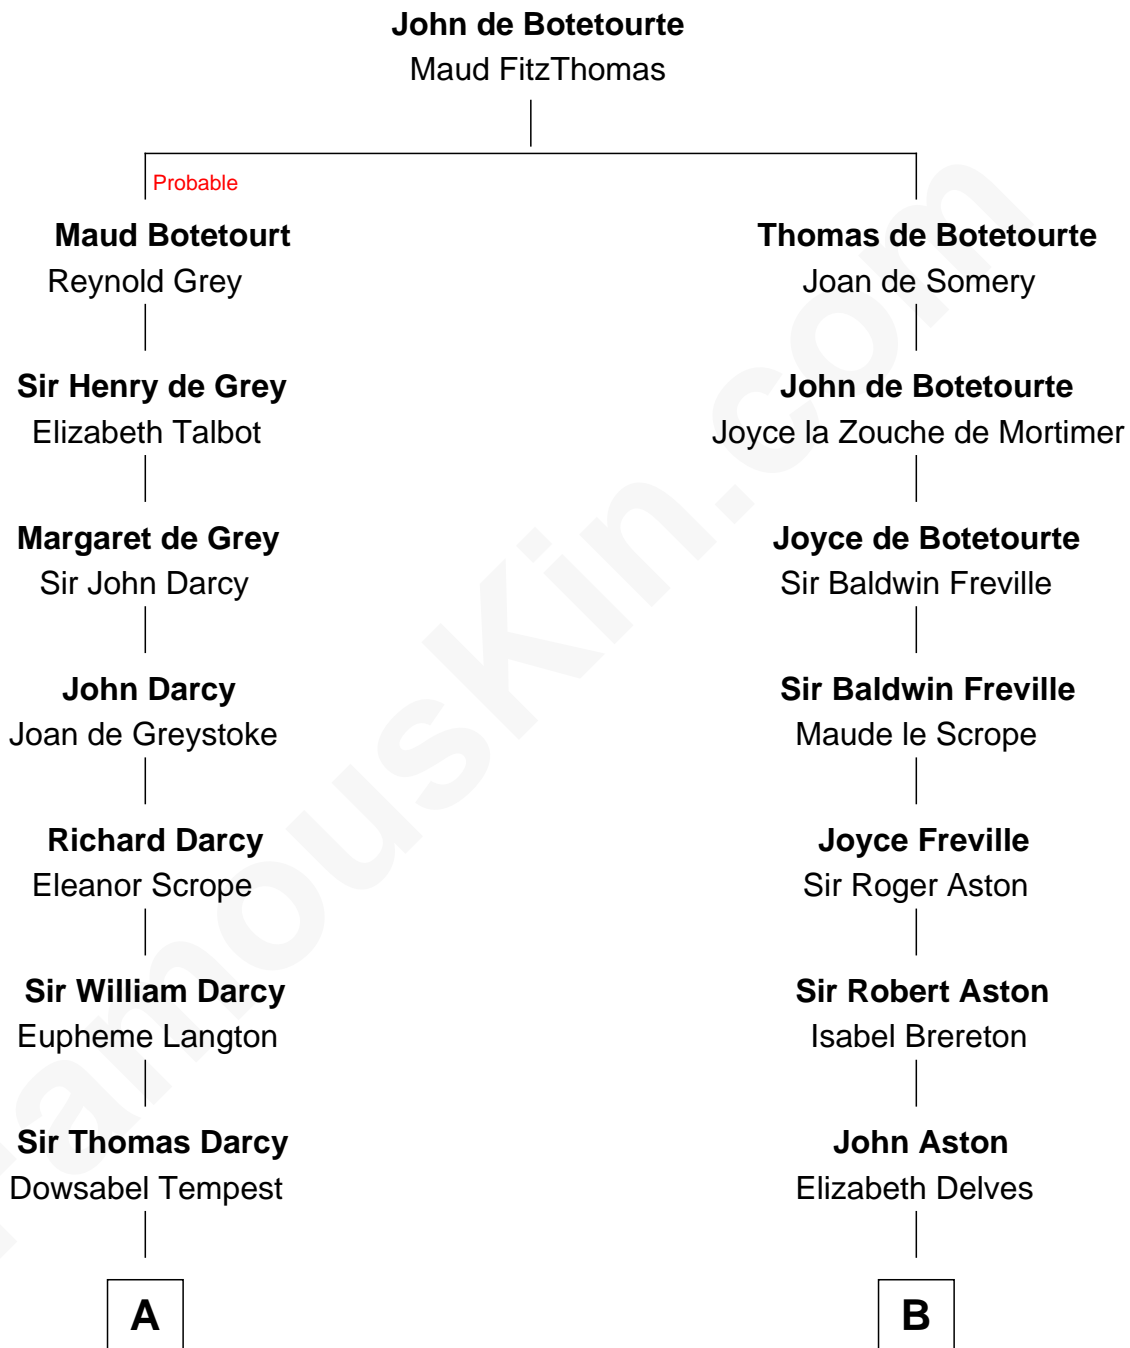 John de Botetourte
Maud FitzThomas
Probable
Maud Botetourt
Reynold Grey
Thomas de Botetourte
Joan de Somery
Sir Henry de Grey
Elizabeth Talbot
John de Botetourte
Joyce la Zouche de Mortimer
Margaret de Grey
Sir John Darcy
Joyce de Botetourte
Sir Baldwin Freville
John Darcy
Joan de Greystoke
Sir Baldwin Freville
Maude le Scrope
Richard Darcy
Eleanor Scrope
Joyce Freville
Sir Roger Aston
Sir William Darcy
Eupheme Langton
Sir Robert Aston
Isabel Brereton
Sir Thomas Darcy
Dowsabel Tempest
John Aston
Elizabeth Delves
A
B
FamousKin.com